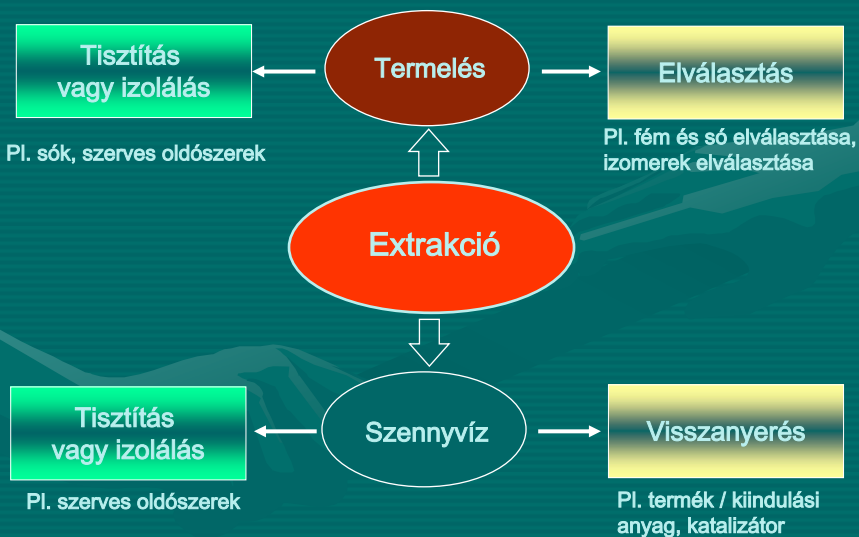 Tisztítás
vagy izolálás
Termelés
Elválasztás
Pl. sók, szerves oldószerek
Pl. fém és só elválasztása,
izomerek elválasztása
Extrakció
Tisztítás
vagy izolálás
Szennyvíz
Visszanyerés
Pl. szerves oldószerek
Pl. termék / kiindulási
anyag, katalizátor